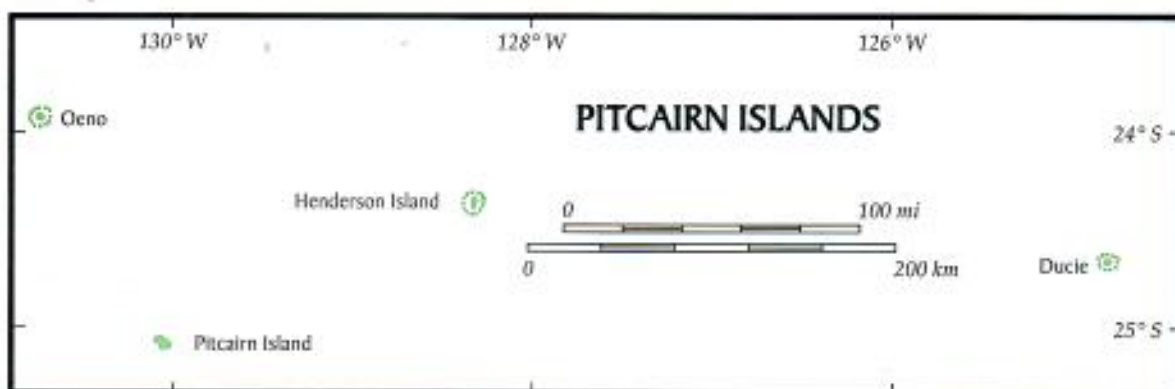 130° W 128° W 126° W
Oeno
PITCAIRN ISLANDS
24° S
Henderson Island
0 100 mi
0 200 km
Ducie
25° S
Pitcairn Island